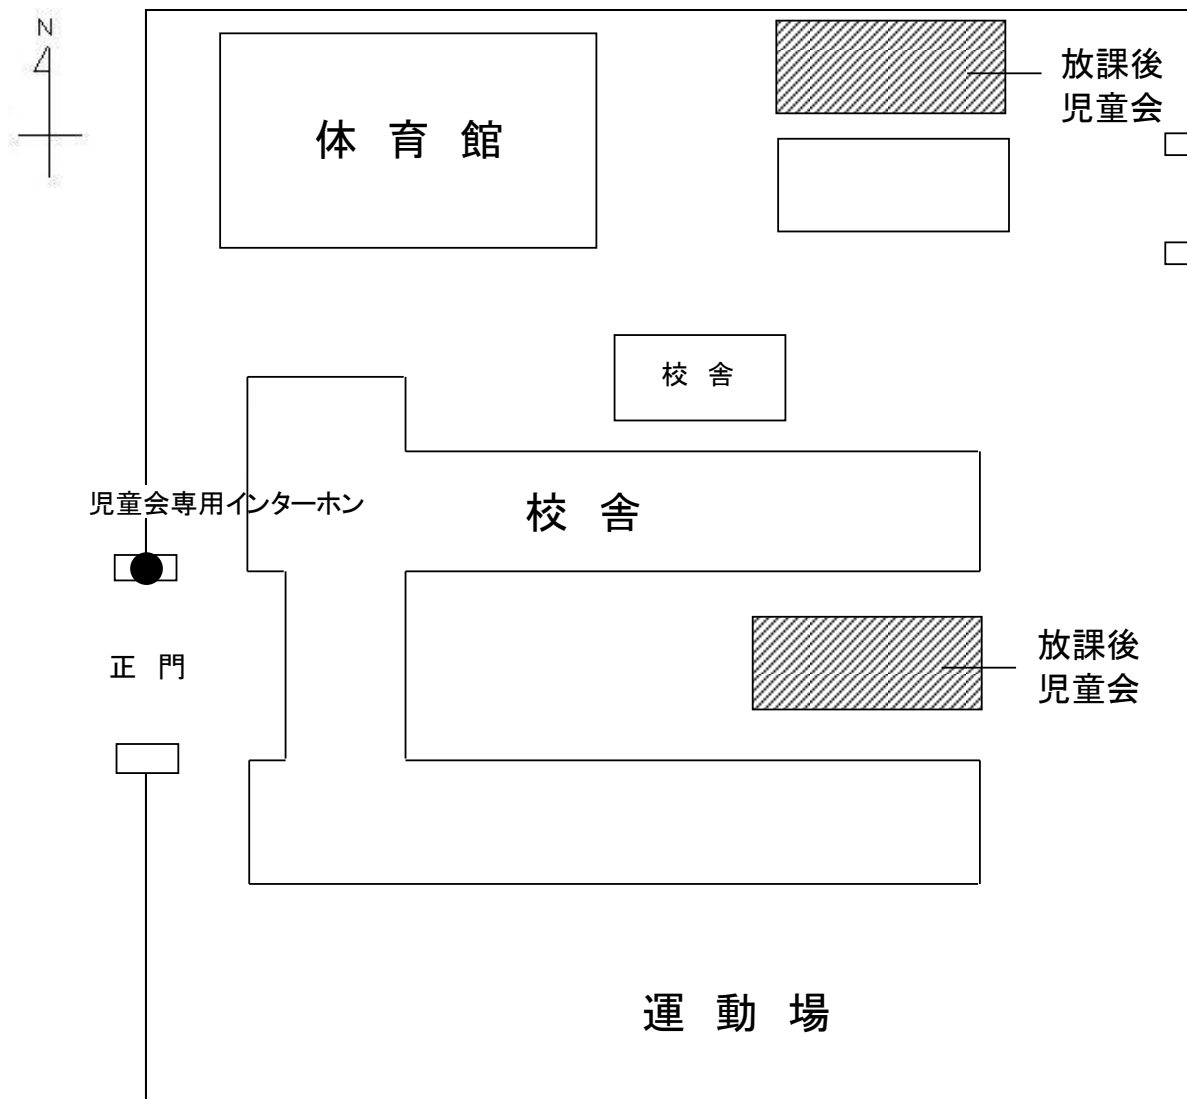 N
放課後
児童会
体 育 館
校 舎
児童会専用インターホン
校 舎
放課後
児童会
正 門
運 動 場